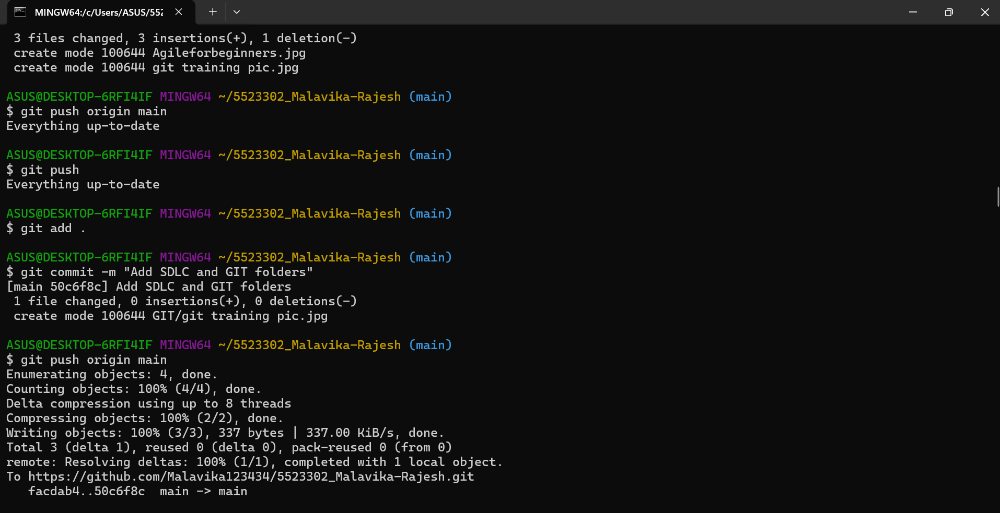 MINGW64:/c/Users/ASUS/552
3 files changed, 3 insertions(+), 1 deletion(-)
create mode 100644 Agileforbeginners.jpg
create mode 100644 git training pic.jpg
ASUS@DESKTOP-6RFI4IF MINGW64 ~/5523302_Malavika-Rajesh (main)
$ git push origin main
Everything up-to-date
ASUS@DESKTOP-6RFI4IF MINGW64 ~/5523302_Malavika-Rajesh (main)
$ git push
Everything up-to-date
ASUS@DESKTOP-6RFI4IF MINGW64 ~/5523302_Malavika-Rajesh (main)
$ git add .
ASUS@DESKTOP-6RFI4IF MINGW64 ~/5523302_Malavika-Rajesh (main)
$ git commit -m "Add SDLC and GIT folders"
[main 50c6f8c] Add SDLC and GIT folders
1 file changed, 0 insertions(+), 0 deletions(-)
create mode 100644 GIT/git training pic.jpg
ASUS@DESKTOP-6RFI4IF MINGW64 ~/5523302_Malavika-Rajesh (main)
$ git push origin main
Enumerating objects: 4, done.
Counting objects: 100% (4/4), done.
Delta compression using up to 8 threads
Compressing objects: 100% (2/2), done.
Writing objects: 100% (3/3), 337 bytes | 337.00 KiB/s, done.
Total 3 (delta 1), reused 0 (delta 0), pack-reused 0 (from 0)
remote: Resolving deltas: 100% (1/1), completed with 1 local object.
To https://github.com/Malavika123434/5523302_Malavika-Rajesh.git
facdab4..50c6f8c  main -> main